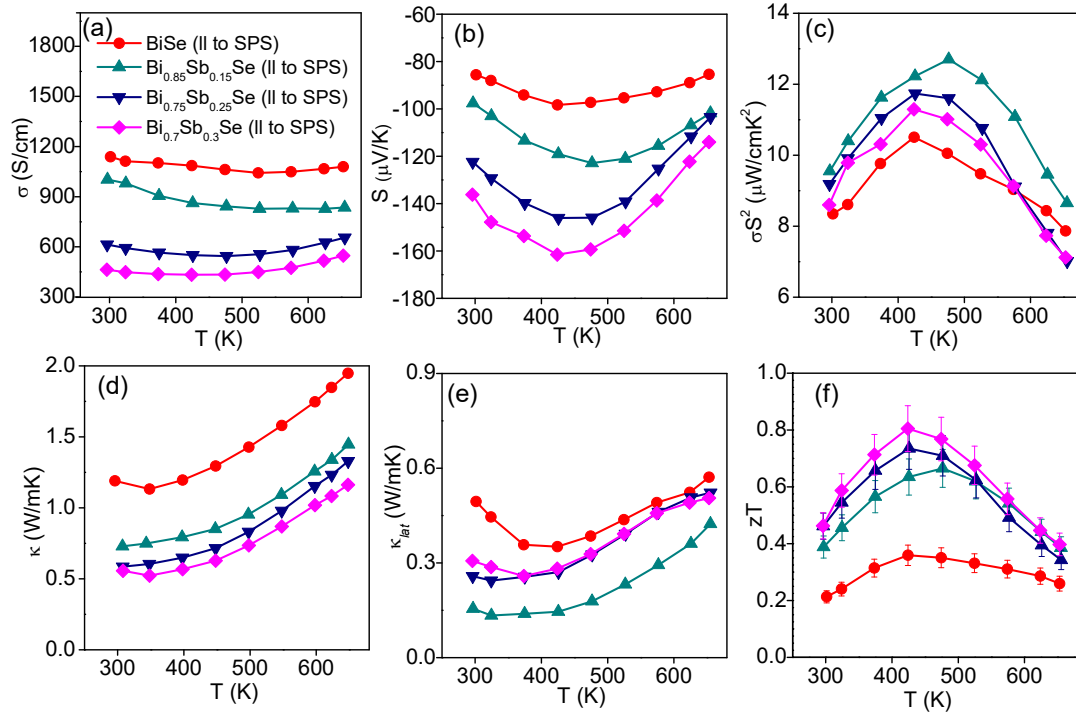 (a)
1800
1500
1200
900
600
300
σ (S/cm)
BiSe (ll to SPS)
Bi0.85Sb0.15Se (ll to SPS)
Bi0.75Sb0.25Se (ll to SPS)
Bi0.7Sb0.3Se (ll to SPS)
300 400 500 600
T (K)
(b)
-60
-80
-100
-120
-140
-160
-180
S (μV/K)
300 400 500 600
T (K)
(c)
14
12
10
8
6
σS² (μW/cmK²)
300 400 500 600
T (K)
(d)
2.0
1.5
1.0
0.5
0.0
κ (W/mK)
300 400 500 600
T (K)
(e)
0.9
0.6
0.3
0.0
κlat (W/mK)
300 400 500 600
T (K)
(f)
1.0
0.8
0.6
0.4
0.2
0.0
zT
300 400 500 600
T (K)